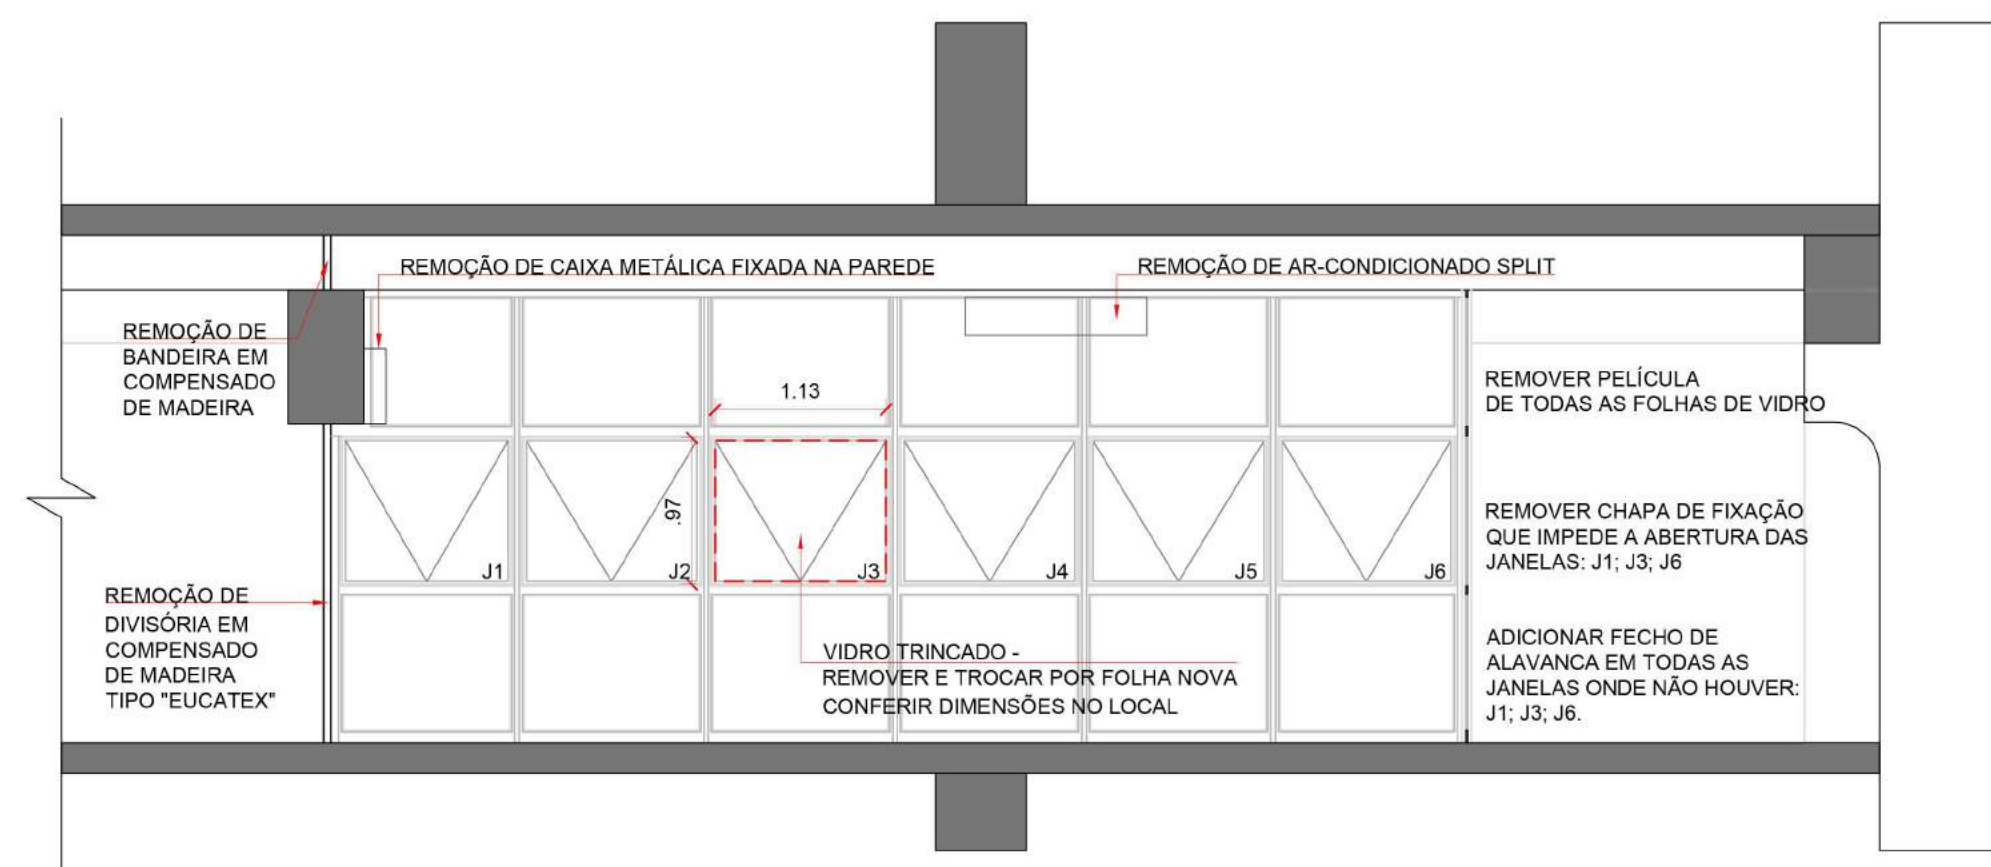 REMOÇÃO DE CAIXA METÁLICA FIXADA NA PAREDE
REMOÇÃO DE AR-CONDICIONADO SPLIT
REMOÇÃO DE
BANDEIRA EM
COMPENSADO
DE MADEIRA
1.13
.97
J1
J2
J3
J4
J5
J6
REMOÇÃO DE
DIVISÓRIA EM
COMPENSADO
DE MADEIRA
TIPO "EUCATEX"
VIDRO TRINCADO -
REMOVER E TROCAR POR FOLHA NOVA
CONFERIR DIMENSÕES NO LOCAL
REMOVER PELÍCULA
DE TODAS AS FOLHAS DE VIDRO
REMOVER CHAPA DE FIXAÇÃO
QUE IMPEDE A ABERTURA DAS
JANELAS: J1; J3; J6
ADICIONAR FECHO DE
ALAVANCA EM TODAS AS
JANELAS ONDE NÃO HOUVER:
J1; J3; J6.